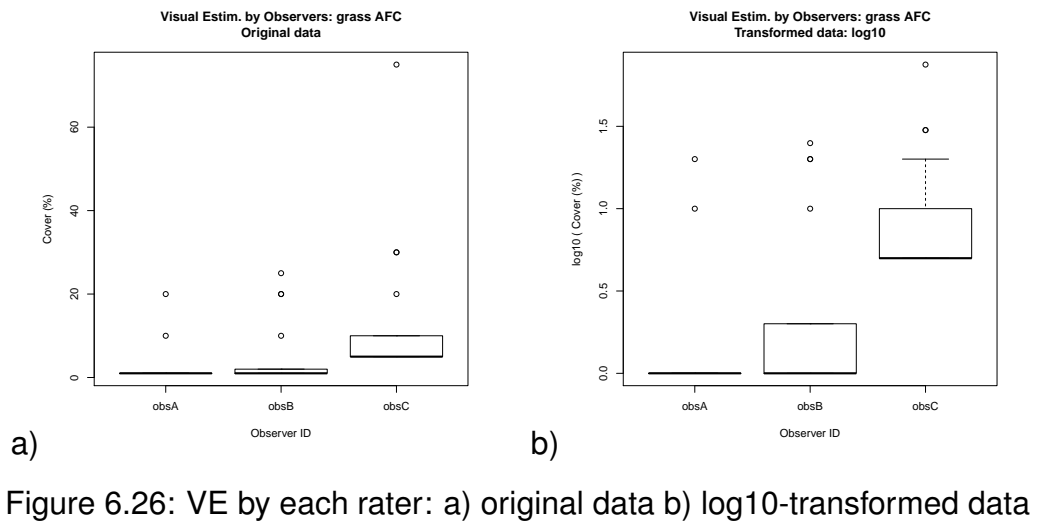 Visual Estim. by Observers: grass AFC
Original data
Cover (%)
60
40
20
0
obsA obsB obsC
Observer ID
a)
Visual Estim. by Observers: grass AFC
Transformed data: log10
log10 ( Cover (%) )
1.5
1.0
0.5
0.0
obsA obsB obsC
Observer ID
b)
Figure 6.26: VE by each rater: a) original data b) log10-transformed data